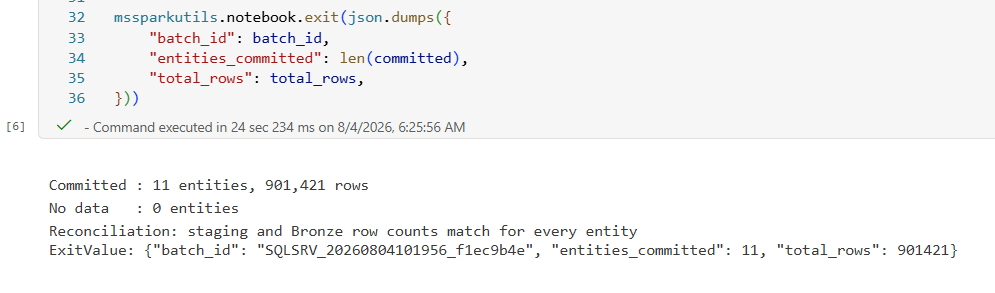 32 mssparkutils.notebook.exit(json.dumps({
33     "batch_id": batch_id,
34     "entities_committed": len(committed),
35     "total_rows": total_rows,
36 }))
[6] ✓ - Command executed in 24 sec 234 ms on 8/4/2026, 6:25:56 AM
Committed : 11 entities, 901,421 rows
No data   : 0 entities
Reconciliation: staging and Bronze row counts match for every entity
ExitValue: {"batch_id": "SQLSRV_20260804101956_f1ec9b4e", "entities_committed": 11, "total_rows": 901421}